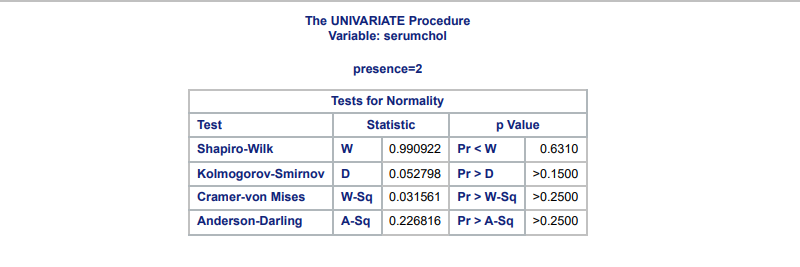 The UNIVARIATE Procedure
Variable: serumchol
presence=2
Tests for Normality
Test Statistic p Value
Shapiro-Wilk W 0.990922 Pr < W 0.6310
Kolmogorov-Smirnov D 0.052798 Pr > D >0.1500
Cramer-von Mises W-Sq 0.031561 Pr > W-Sq >0.2500
Anderson-Darling A-Sq 0.226816 Pr > A-Sq >0.2500